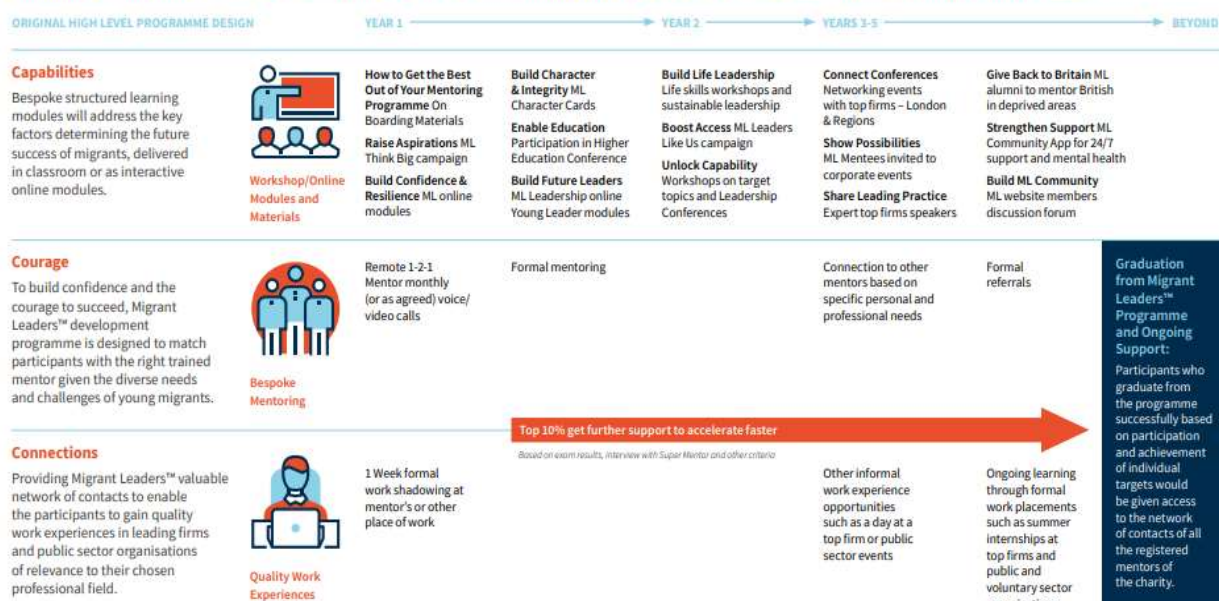 ORIGINAL HIGH LEVEL PROGRAMME DESIGN
YEAR 1
YEAR 2
YEARS 3-5
BEYOND
Capabilities
Bespoke structured learning
modules will address the key
factors determining the future
success of migrants, delivered
in classroom or as interactive
online modules.
Workshop/Online
Modules and
Materials
How to Get the Best
Out of Your Mentoring
Programme On
Boarding Materials
Raise Aspirations ML
Think Big campaign
Build Confidence &
Resilience ML online
modules
Build Character
& Integrity ML
Character Cards
Enable Education
Participation in Higher
Education Conference
Build Future Leaders
ML Leadership online
Young Leader modules
Build Life Leadership
Life skills workshops and
sustainable leadership
Boost Access ML Leaders
Like Us campaign
Unlock Capability
Workshops on target
topics and Leadership
Conferences
Connect Conferences
Networking events
with top firms – London
& Regions
Show Possibilities
ML Mentees invited to
corporate events
Share Leading Practice
Expert top firms speakers
Give Back to Britain ML
alumni to mentor British
in deprived areas
Strengthen Support ML
Community App for 24/7
support and mental health
Build ML Community
ML website members
discussion forum
Courage
To build confidence and the
courage to succeed, Migrant
Leaders™ development
programme is designed to match
participants with the right trained
mentor given the diverse needs
and challenges of young migrants.
Bespoke
Mentoring
Remote 1-2-1
Mentor monthly
(or as agreed) voice/
video calls
Formal mentoring
Connection to other
mentors based on
specific personal and
professional needs
Formal
referrals
Top 10% get further support to accelerate faster
Based on exam results, interview with Super Mentor and other criteria
Connections
Providing Migrant Leaders™ valuable
network of contacts to enable
the participants to gain quality
work experiences in leading firms
and public sector organisations
of relevance to their chosen
professional field.
Quality Work
Experiences
1 Week formal
work shadowing at
mentor's or other
place of work
Other informal
work experience
opportunities
such as a day at a
top firm or public
sector events
Ongoing learning
through formal
work placements
such as summer
internships at
top firms and
public and
voluntary sector
Graduation
from Migrant
Leaders™
Programme
and Ongoing
Support:
Participants who
graduate from
the programme
successfully based
on participation
and achievement
of individual
targets would
be given access
to the network
of contacts of all
the registered
mentors of
the charity.